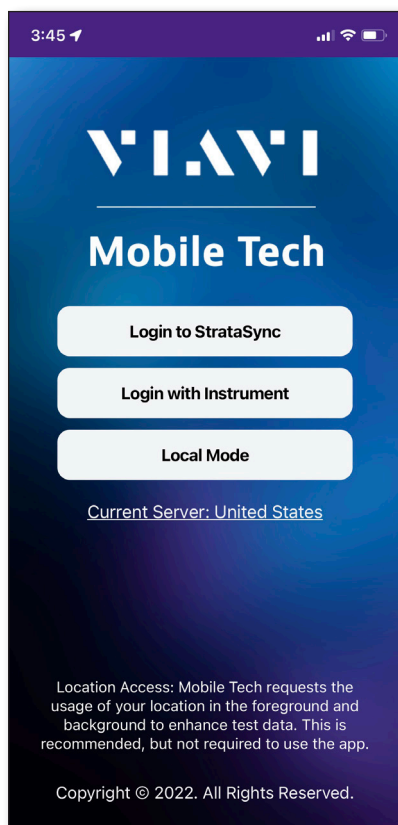 3:45
VIAVI
Mobile Tech
Login to StrataSync
Login with Instrument
Local Mode
Current Server: United States
Location Access: Mobile Tech requests the
usage of your location in the foreground and
background to enhance test data. This is
recommended, but not required to use the app.
Copyright © 2022. All Rights Reserved.